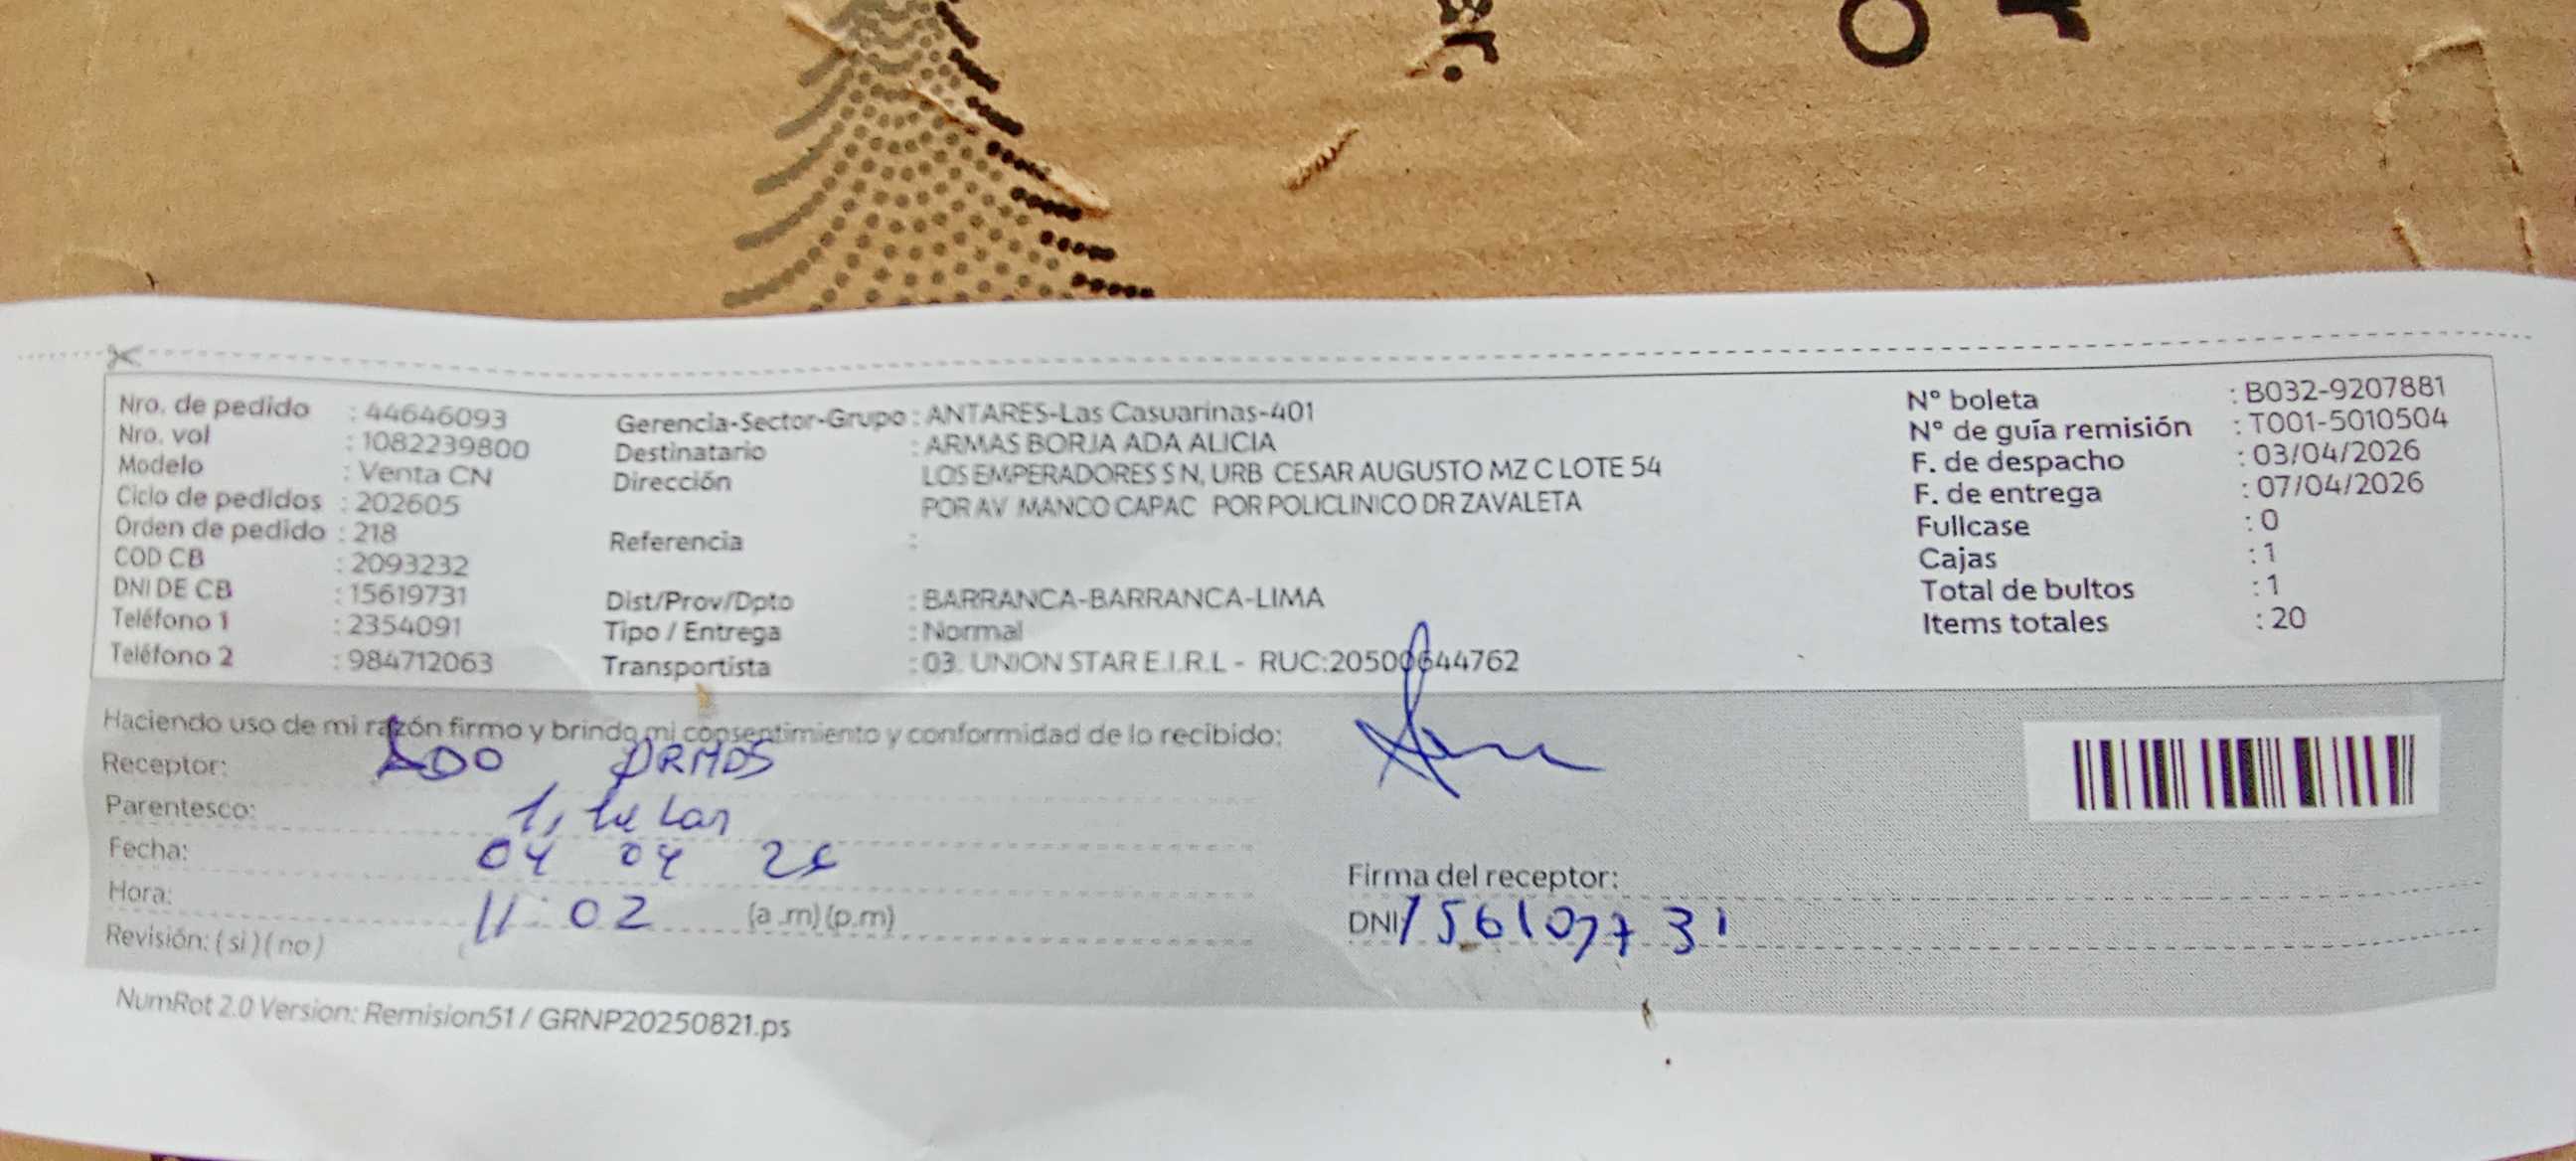 r.
or
Nro. de pedido : 44646093
Nro. vol : 1082239800
Modelo : Venta CN
Ciclo de pedidos : 202605
Orden de pedido : 218
COD CB : 2093232
DNI DE CB : 15619731
Teléfono 1 : 2354091
Teléfono 2 : 984712063
Gerencia-Sector-Grupo : ANTARES-Las Casuarinas-401
Destinatario : ARMAS BORJA ADA ALICIA
Dirección LOS EMPERADORES S N, URB CESAR AUGUSTO MZ C LOTE 54
POR AV MANCO CAPAC POR POLICLINICO DR ZAVALETA
Referencia :
Dist/Prov/Dpto : BARRANCA-BARRANCA-LIMA
Tipo / Entrega : Normal
Transportista : 03. UNION STAR E.I.R.L - RUC:20500644762
N° boleta : B032-9207881
N° de guía remisión : T001-5010504
F. de despacho : 03/04/2026
F. de entrega : 07/04/2026
Fullcase : 0
Cajas : 1
Total de bultos : 1
Items totales : 20
Haciendo uso de mi razón firmo y brindo mi consentimiento y conformidad de lo recibido:
Receptor: ADA ARMAS
Parentesco: Titular
Fecha: 04 04 26
Hora: 11:02 (a.m)(p.m)
Revisión: (si)(no)
Firma del receptor:
DNI 15619731
NumRot 2.0 Version: Remision51 / GRNP20250821.ps